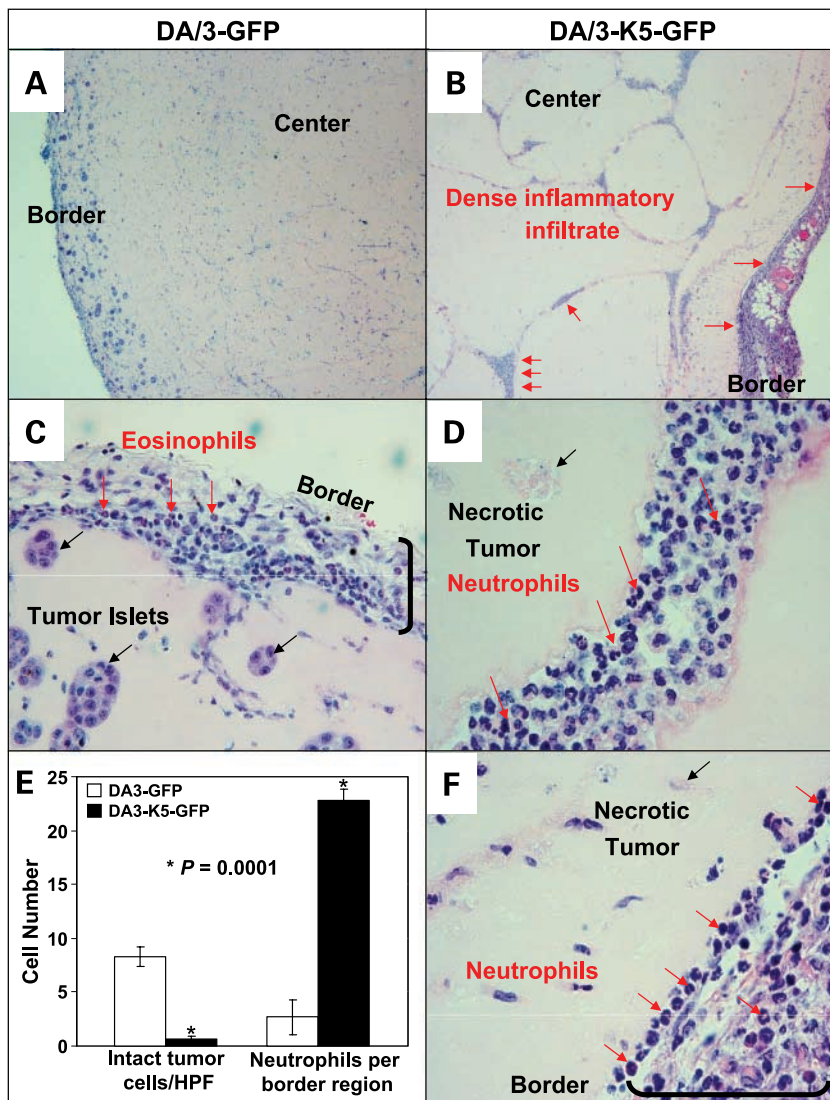 DA/3-GFP
DA/3-K5-GFP
A
Center
Border
B
Center
Dense inflammatory
infiltrate
Border
C
Eosinophils
Border
Tumor Islets
D
Necrotic
Tumor
Neutrophils
E
25
20
15
10
5
0
Cell Number
DA3-GFP
DA3-K5-GFP
*
* P = 0.0001
*
Intact tumor
cells/HPF
Neutrophils per
border region
F
Necrotic
Tumor
Neutrophils
Border